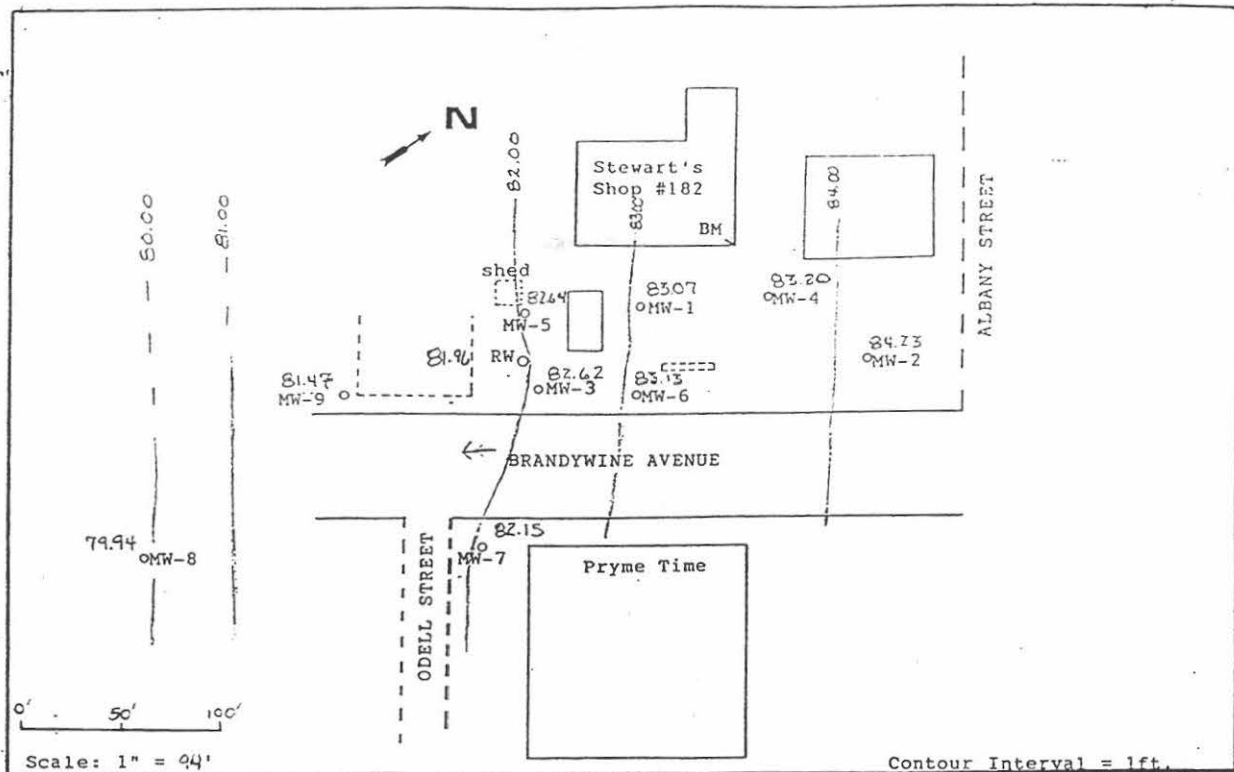 N
82.00
Stewart's
Shop #182
83.00
BM
84.00
ALBANY STREET
80.00
81.00
shed
MW-5
83.07
MW-1
83.20
MW-4
84.23
MW-2
81.96
RW
82.62
MW-3
83.13
MW-6
81.47
MW-9
BRANDYWINE AVENUE
82.15
MW-7
79.94
MW-8
ODELL STREET
Pryme Time
0'
50'
100'
Scale: 1" = 94'
Contour Interval = 1ft.